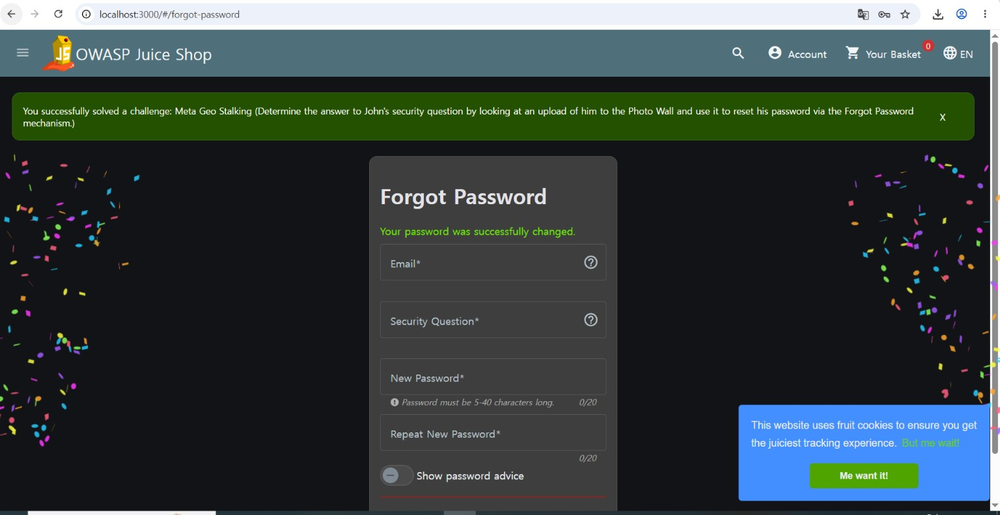 localhost:3000/#/forgot-password
JS OWASP Juice Shop
Account
Your Basket 0
EN
You successfully solved a challenge: Meta Geo Stalking (Determine the answer to John's security question by looking at an upload of him to the Photo Wall and use it to reset his password via the Forgot Password
mechanism.)
X
Forgot Password
Your password was successfully changed.
Email*
Security Question*
New Password*
Password must be 5-40 characters long. 0/20
Repeat New Password*
0/20
Show password advice
This website uses fruit cookies to ensure you get
the juiciest tracking experience. But me wait!
Me want it!